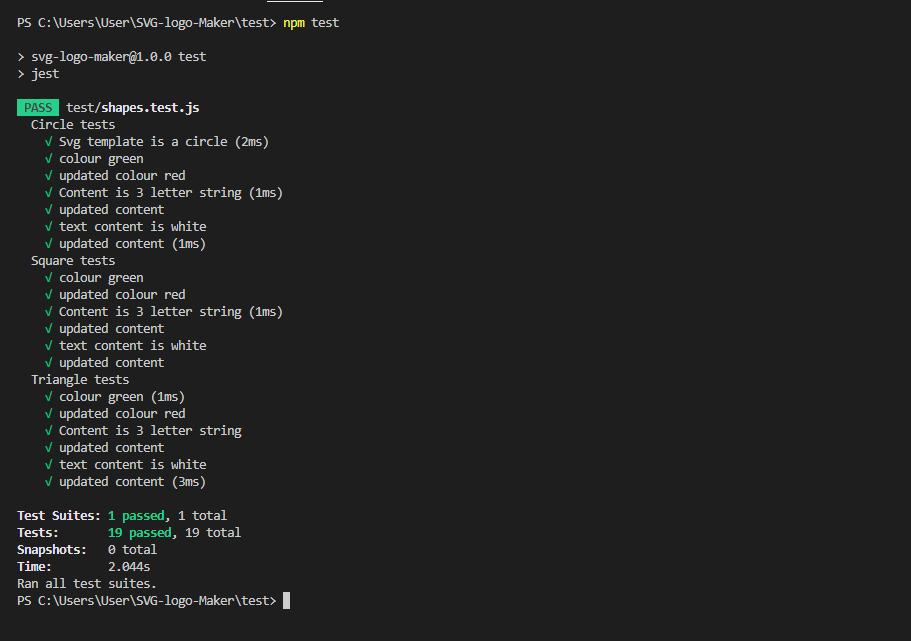 PS C:\Users\User\SVG-logo-Maker\test> npm test
> svg-logo-maker@1.0.0 test
> jest
PASS test/shapes.test.js
Circle tests
√ Svg template is a circle (2ms)
√ colour green
√ updated colour red
√ Content is 3 letter string (1ms)
√ updated content
√ text content is white
√ updated content (1ms)
Square tests
√ colour green
√ updated colour red
√ Content is 3 letter string (1ms)
√ updated content
√ text content is white
√ updated content
Triangle tests
√ colour green (1ms)
√ updated colour red
√ Content is 3 letter string
√ updated content
√ text content is white
√ updated content (3ms)
Test Suites: 1 passed, 1 total
Tests: 19 passed, 19 total
Snapshots: 0 total
Time: 2.044s
Ran all test suites.
PS C:\Users\User\SVG-logo-Maker\test>